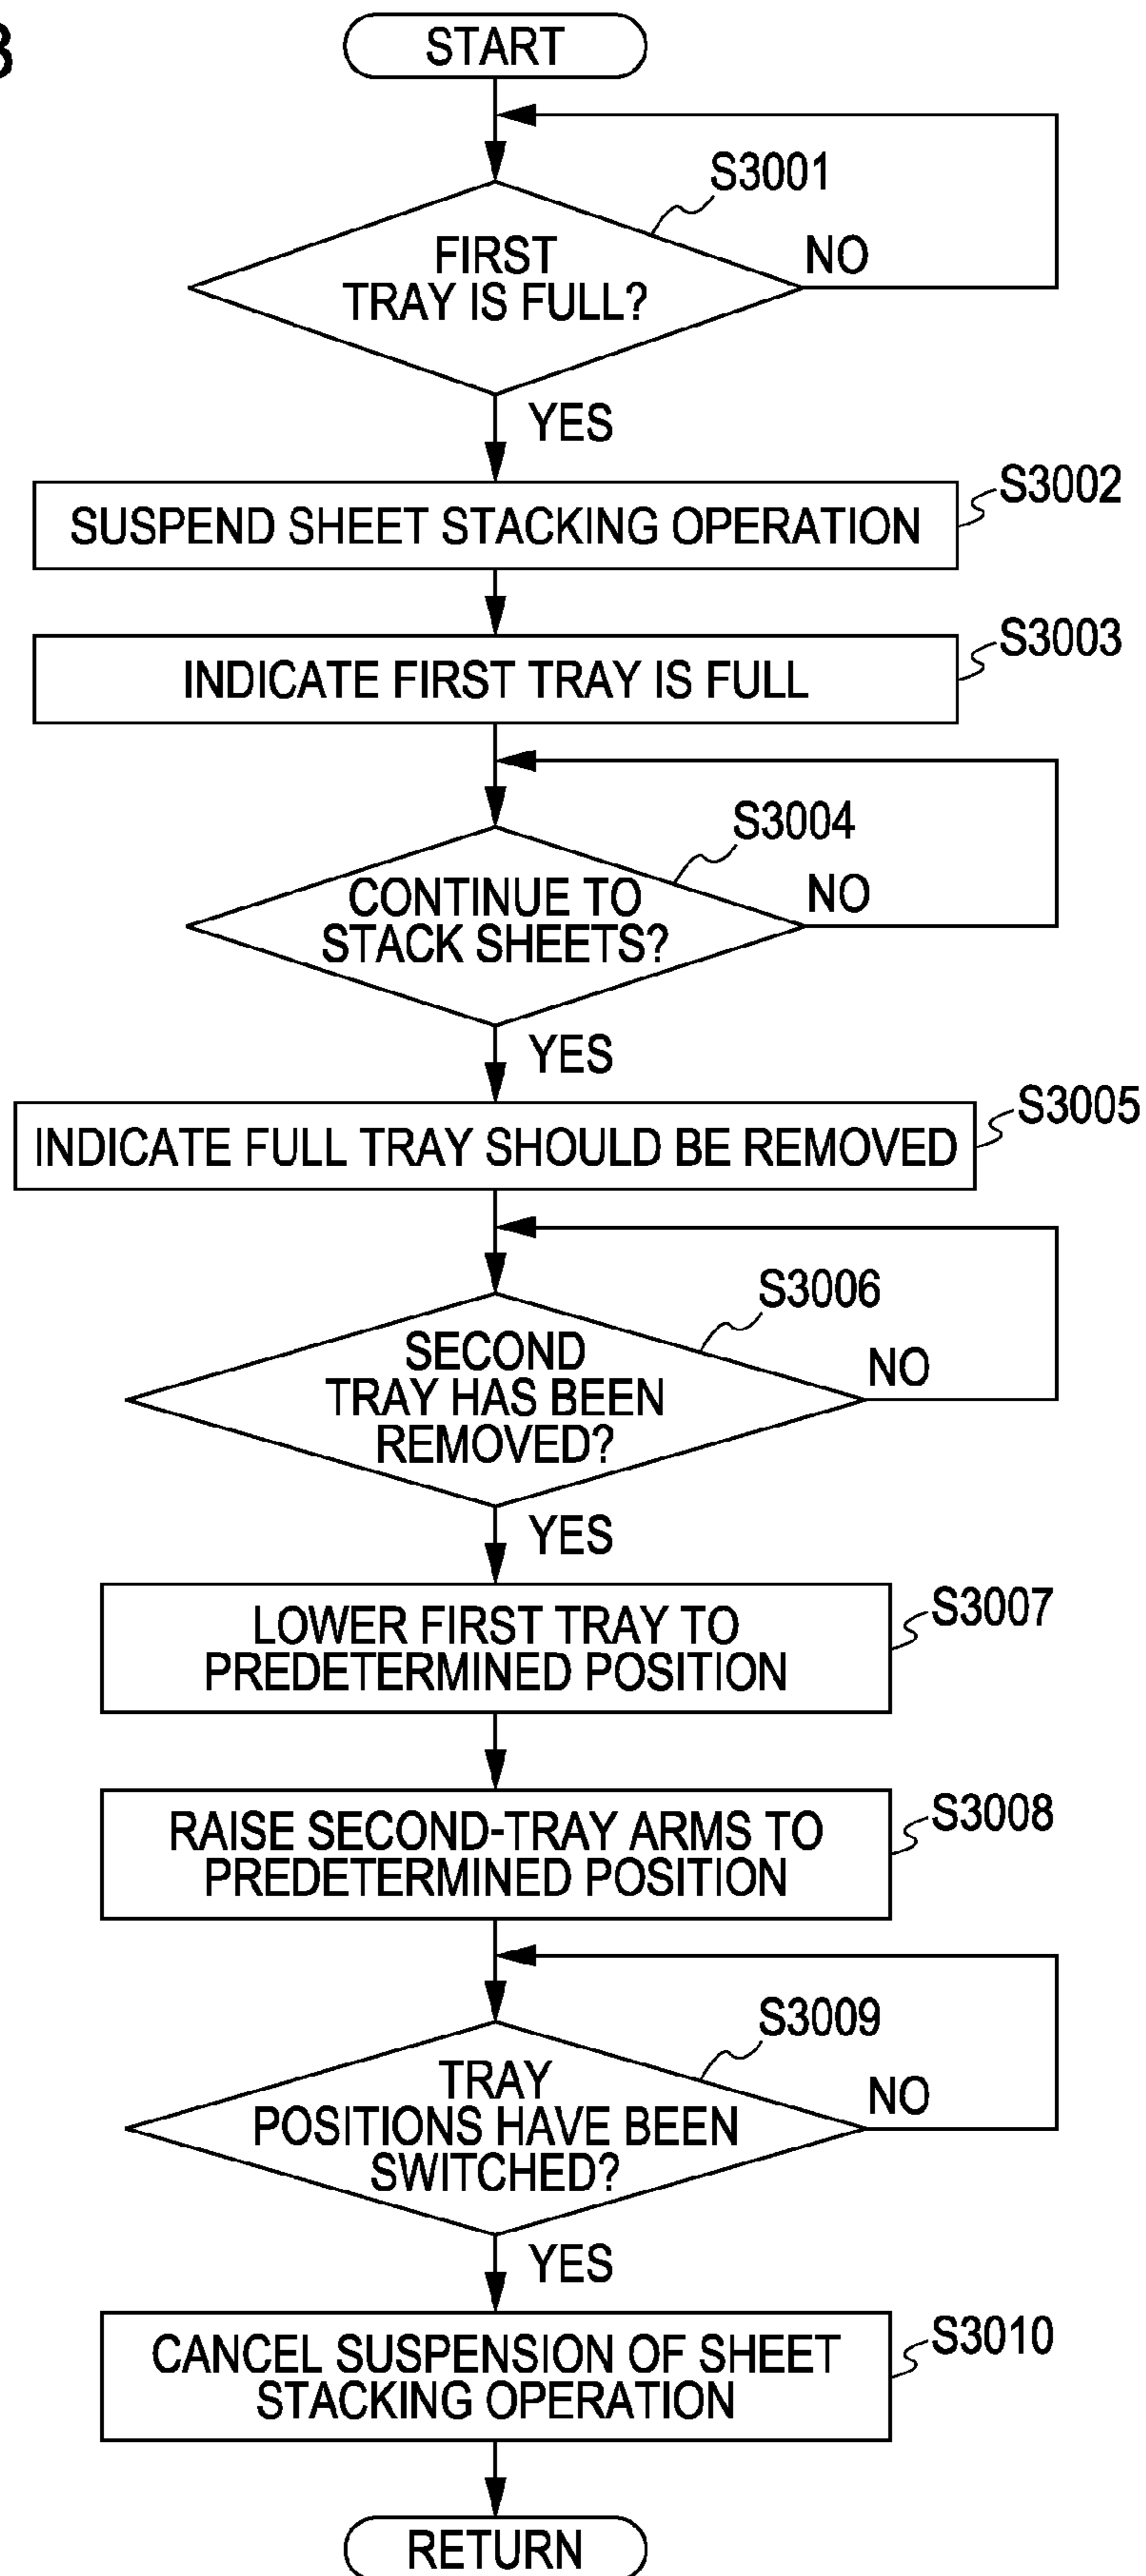 START
S3001
FIRST
TRAY IS FULL?
NO
YES
S3002
SUSPEND SHEET STACKING OPERATION
S3003
INDICATE FIRST TRAY IS FULL
S3004
CONTINUE TO
STACK SHEETS?
NO
YES
S3005
INDICATE FULL TRAY SHOULD BE REMOVED
S3006
SECOND
TRAY HAS BEEN
REMOVED?
NO
YES
S3007
LOWER FIRST TRAY TO
PREDETERMINED POSITION
S3008
RAISE SECOND-TRAY ARMS TO
PREDETERMINED POSITION
S3009
TRAY
POSITIONS HAVE BEEN
SWITCHED?
NO
YES
S3010
CANCEL SUSPENSION OF SHEET
STACKING OPERATION
RETURN